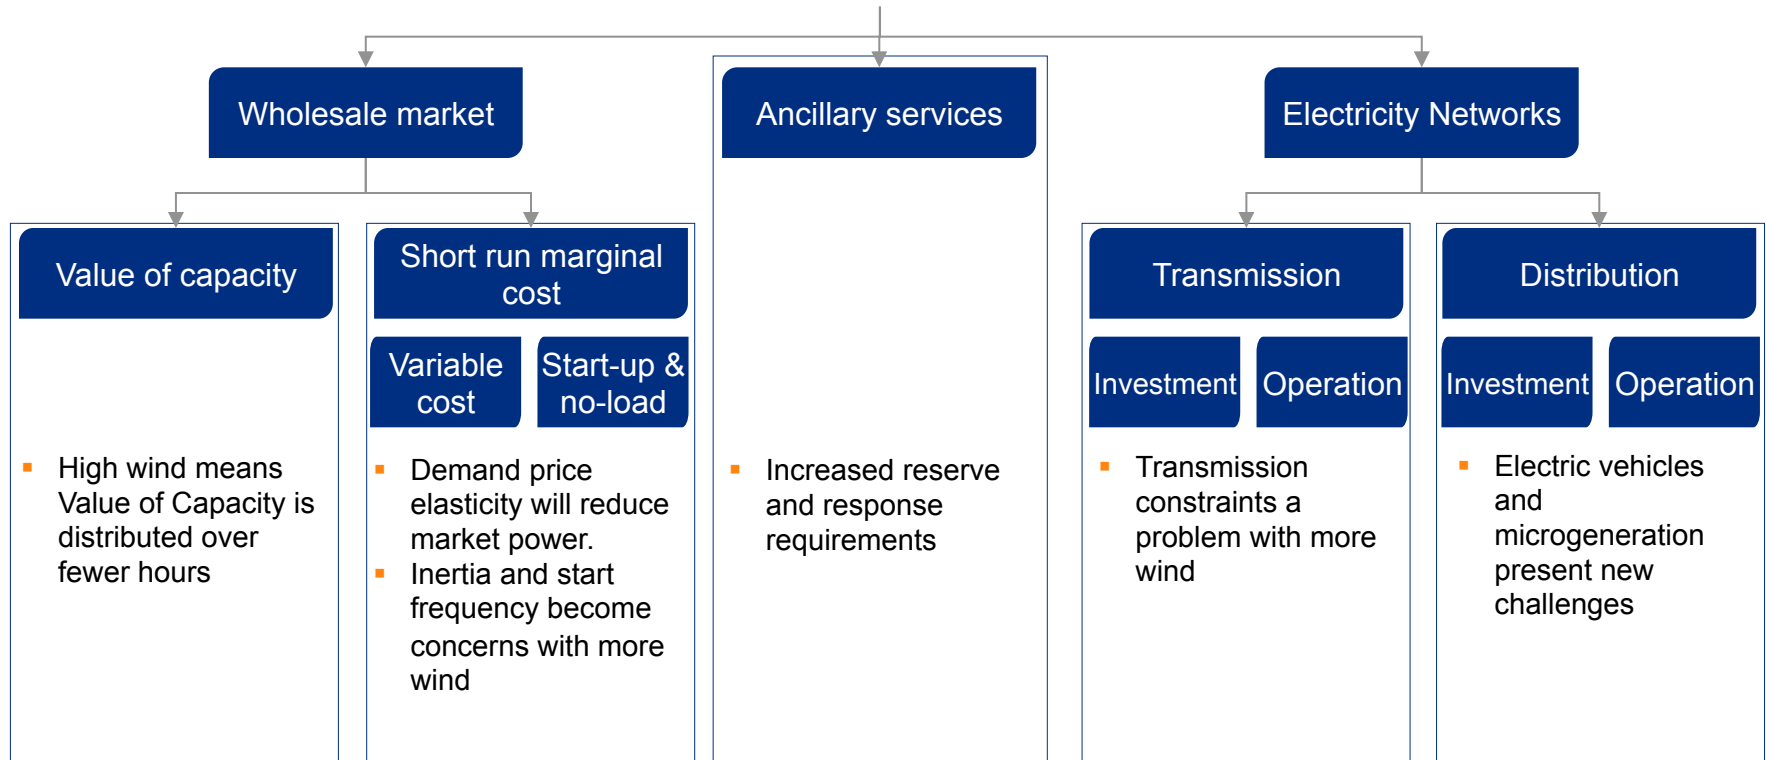 Wholesale market
Ancillary services
Electricity Networks
Value of capacity
Short run marginal
cost
Transmission
Distribution
Variable
cost
Start-up &
no-load
Investment
Operation
Investment
Operation
▪ High wind means
Value of Capacity is
distributed over
fewer hours
▪ Demand price
elasticity will reduce
market power.
▪ Inertia and start
frequency become
concerns with more
wind
▪ Increased reserve
and response
requirements
▪ Transmission
constraints a
problem with more
wind
▪ Electric vehicles
and
microgeneration
present new
challenges